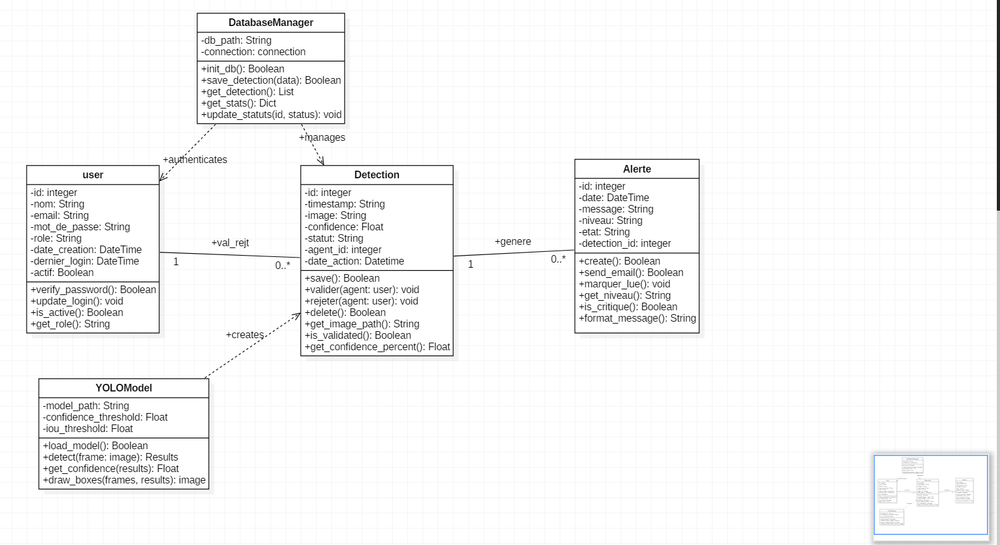 DatabaseManager
-db_path: String
-connection: connection
+init_db(): Boolean
+save_detection(data): Boolean
+get_detection(): List
+get_stats(): Dict
+update_statuts(id, status): void
+manages
+authenticates
user
-id: integer
-nom: String
-email: String
-mot_de_passe: String
-role: String
-date_creation: DateTime
-dernier_login: DateTime
-actif: Boolean
+verify_password(): Boolean
+update_login(): void
+is_active(): Boolean
+get_role(): String
+val_rejt
1
0..*
Detection
-id: integer
-timestamp: String
-image: String
-confidence: Float
-statut: String
-agent_id: integer
-date_action: Datetime
+save(): Boolean
+valider(agent: user): void
+rejeter(agent: user): void
+delete(): Boolean
+get_image_path(): String
+is_validated(): Boolean
+get_confidence_percent(): Float
+genere
1
0..*
Alerte
-id: integer
-date: DateTime
-message: String
-niveau: String
-etat: String
-detection_id: integer
+create(): Boolean
+send_email(): Boolean
+marquer_lue(): void
+get_niveau(): String
+is_critique(): Boolean
+format_message(): String
+creates
YOLOModel
-model_path: String
-confidence_threshold: Float
-iou_threshold: Float
+load_model(): Boolean
+detect(frame: image): Results
+get_confidence(results): Float
+draw_boxes(frames, results): image